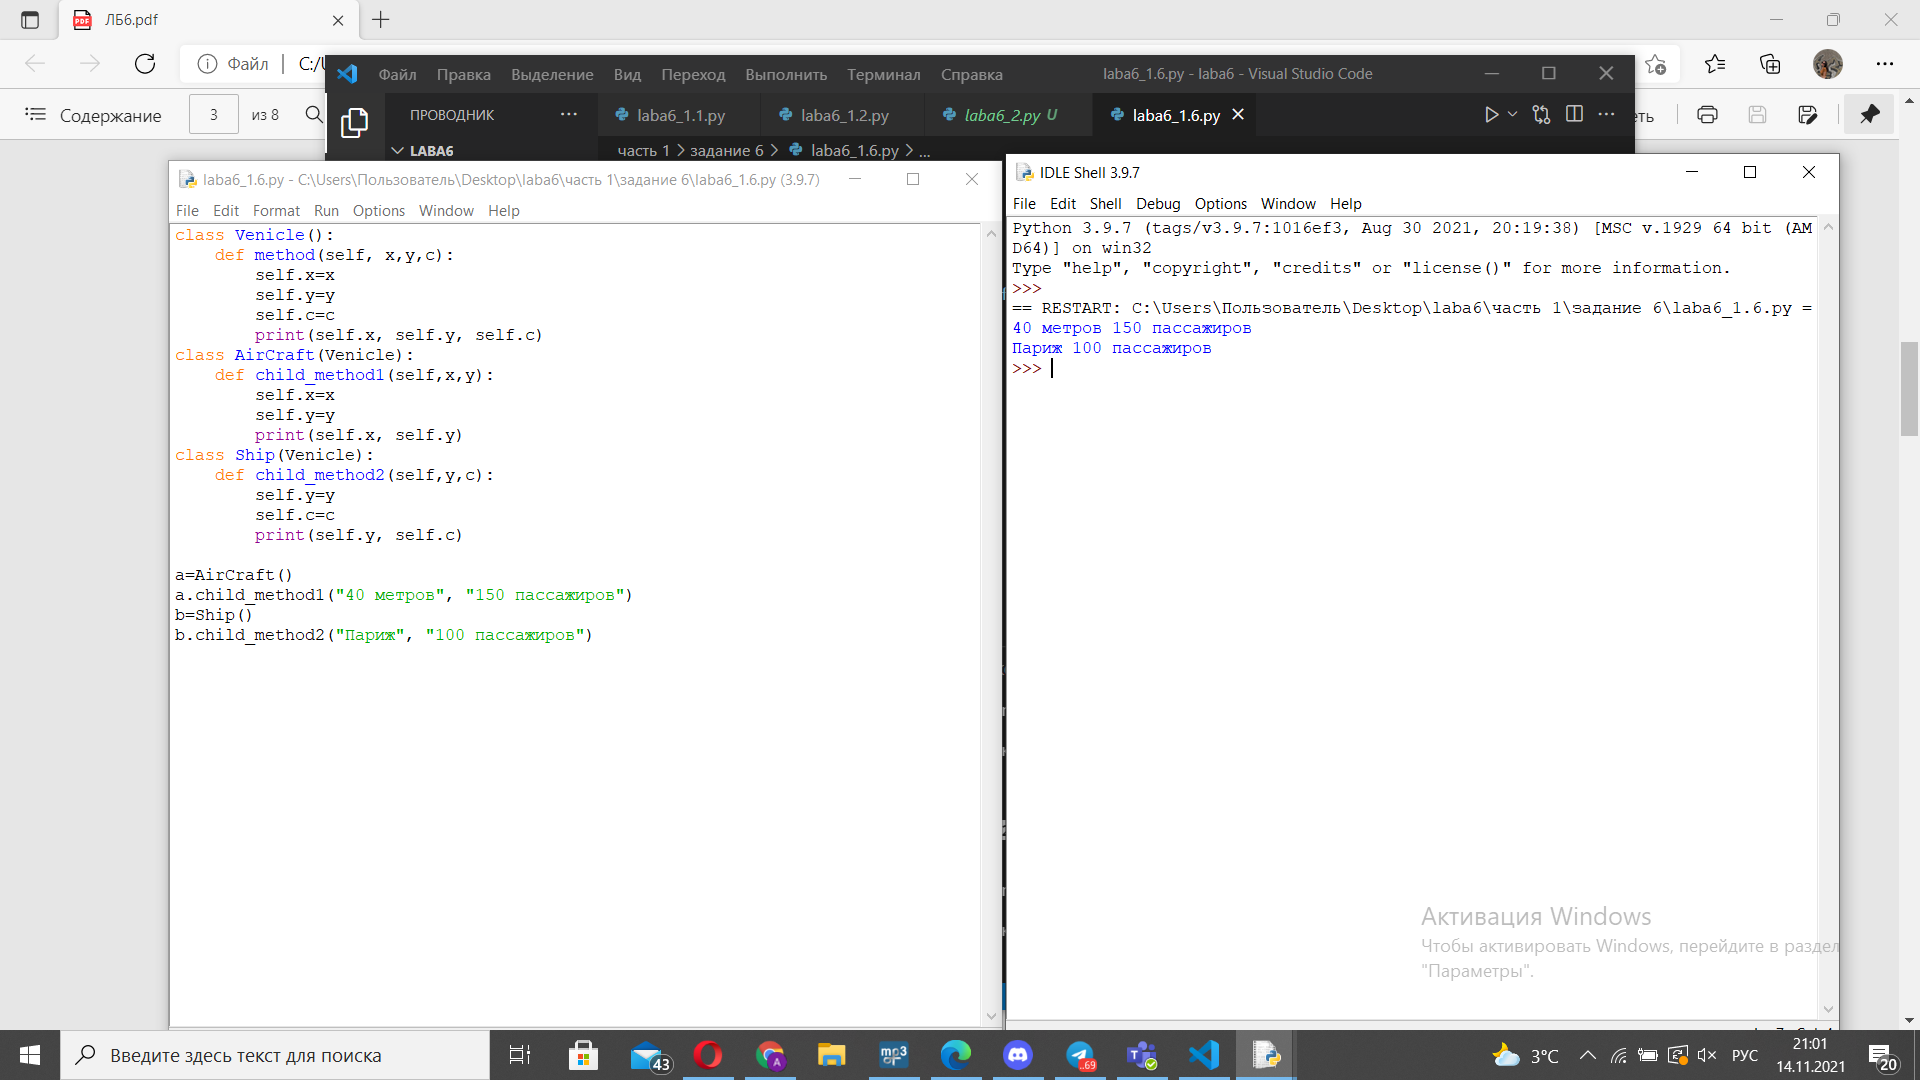 ЛБ6.pdf
Файл
C:/U
Содержание
3
из 8
Файл Правка Выделение Вид Переход Выполнить Терминал Справка
laba6_1.6.py - laba6 - Visual Studio Code
ПРОВОДНИК
laba6_1.1.py
laba6_1.2.py
laba6_2.py U
laba6_1.6.py
LABA6
часть 1 > задание 6 > laba6_1.6.py > ...
laba6_1.6.py - C:\Users\Пользователь\Desktop\laba6\часть 1\задание 6\laba6_1.6.py (3.9.7)
File Edit Format Run Options Window Help
class Venicle():
    def method(self, x,y,c):
        self.x=x
        self.y=y
        self.c=c
        print(self.x, self.y, self.c)
class AirCraft(Venicle):
    def child_method1(self,x,y):
        self.x=x
        self.y=y
        print(self.x, self.y)
class Ship(Venicle):
    def child_method2(self,y,c):
        self.y=y
        self.c=c
        print(self.y, self.c)
a=AirCraft()
a.child_method1("40 метров", "150 пассажиров")
b=Ship()
b.child_method2("Париж", "100 пассажиров")
IDLE Shell 3.9.7
File Edit Shell Debug Options Window Help
Python 3.9.7 (tags/v3.9.7:1016ef3, Aug 30 2021, 20:19:38) [MSC v.1929 64 bit (AM
D64)] on win32
Type "help", "copyright", "credits" or "license()" for more information.
>>>
== RESTART: C:\Users\Пользователь\Desktop\laba6\часть 1\задание 6\laba6_1.6.py =
40 метров 150 пассажиров
Париж 100 пассажиров
>>>
Активация Windows
Чтобы активировать Windows, перейдите в раздел
"Параметры".
Введите здесь текст для поиска
43
A
mp3
..69
3°C
РУС
21:01
14.11.2021
20